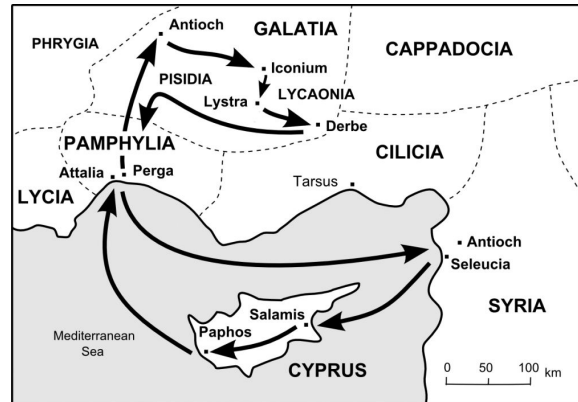 Antioch
GALATIA
PHRYGIA
CAPPADOCIA
Iconium
PISIDIA
LYCAONIA
Lystra
Derbe
PAMPHYLIA
CILICIA
Attalia
Perga
Tarsus
LYCIA
Antioch
Seleucia
SYRIA
Salamis
Mediterranean
Sea
Paphos
CYPRUS
0 50 100 km